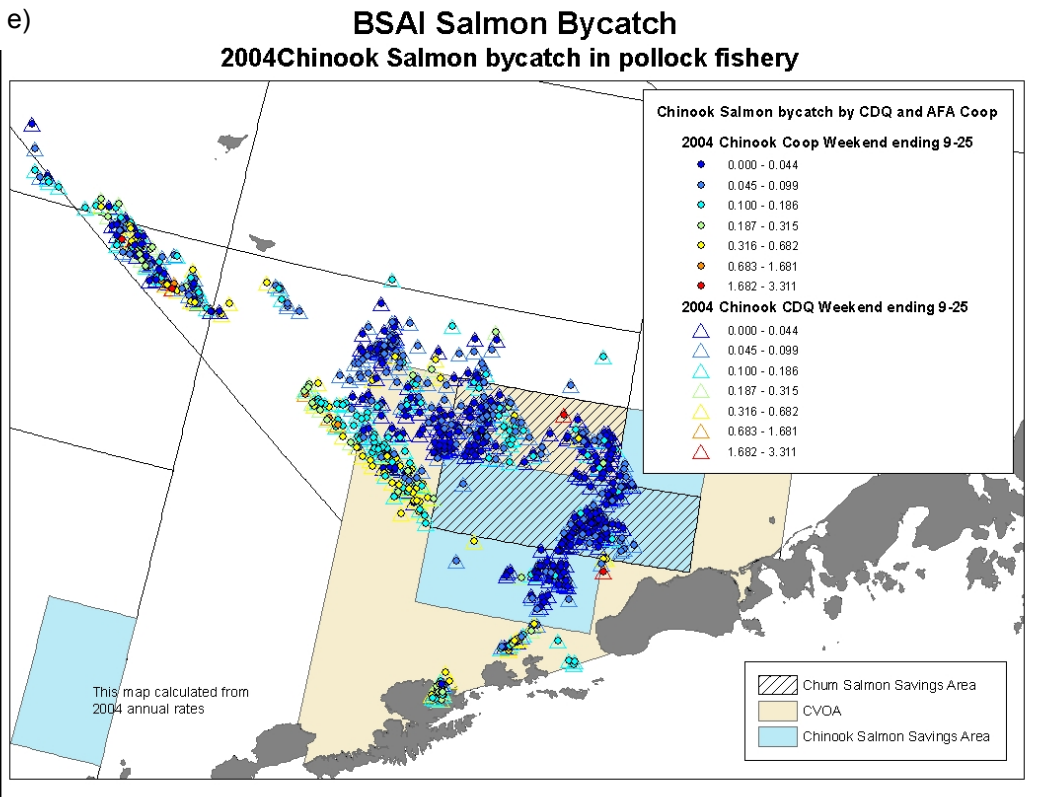 e)
BSAI Salmon Bycatch
2004Chinook Salmon bycatch in pollock fishery
Chinook Salmon bycatch by CDQ and AFA Coop
2004 Chinook Coop Weekend ending 9-25
0.000 - 0.044
0.045 - 0.099
0.100 - 0.186
0.187 - 0.315
0.316 - 0.682
0.683 - 1.681
1.682 - 3.311
2004 Chinook CDQ Weekend ending 9-25
0.000 - 0.044
0.045 - 0.099
0.100 - 0.186
0.187 - 0.315
0.316 - 0.682
0.683 - 1.681
1.682 - 3.311
This map calculated from
2004 annual rates
Chum Salmon Savings Area
CVOA
Chinook Salmon Savings Area